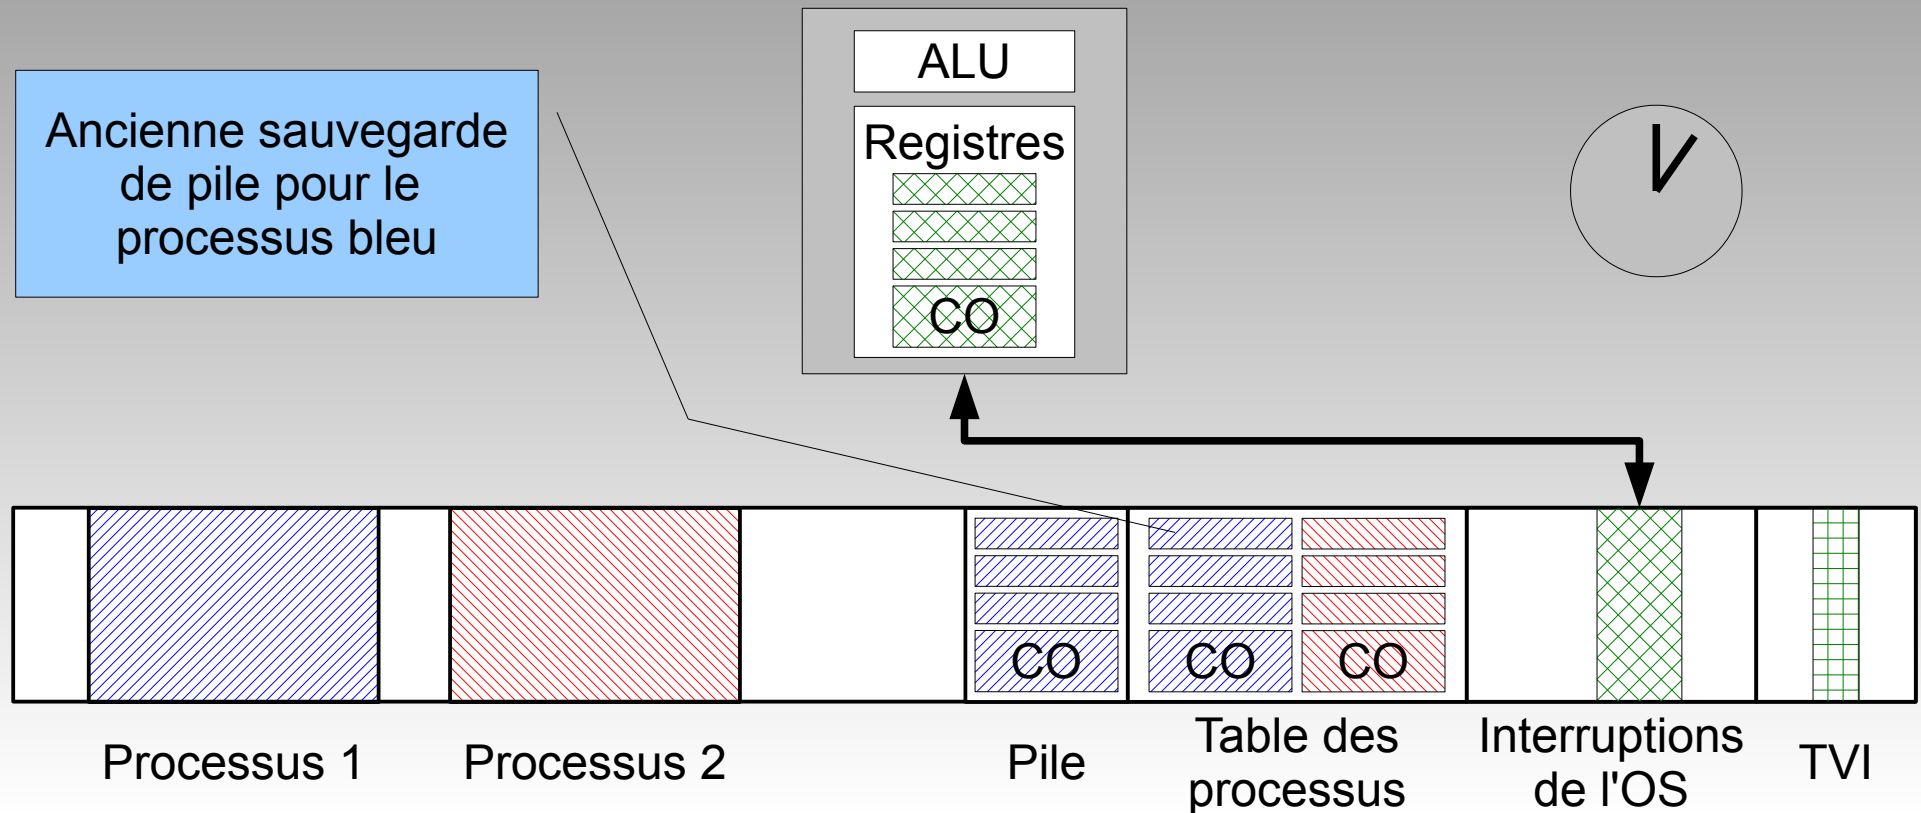 ALU
Ancienne sauvegarde
de pile pour le
processus bleu
Registres
CO
CO
CO
CO
Processus 1
Processus 2
Pile
Table des
processus
Interruptions
de l'OS
TVI